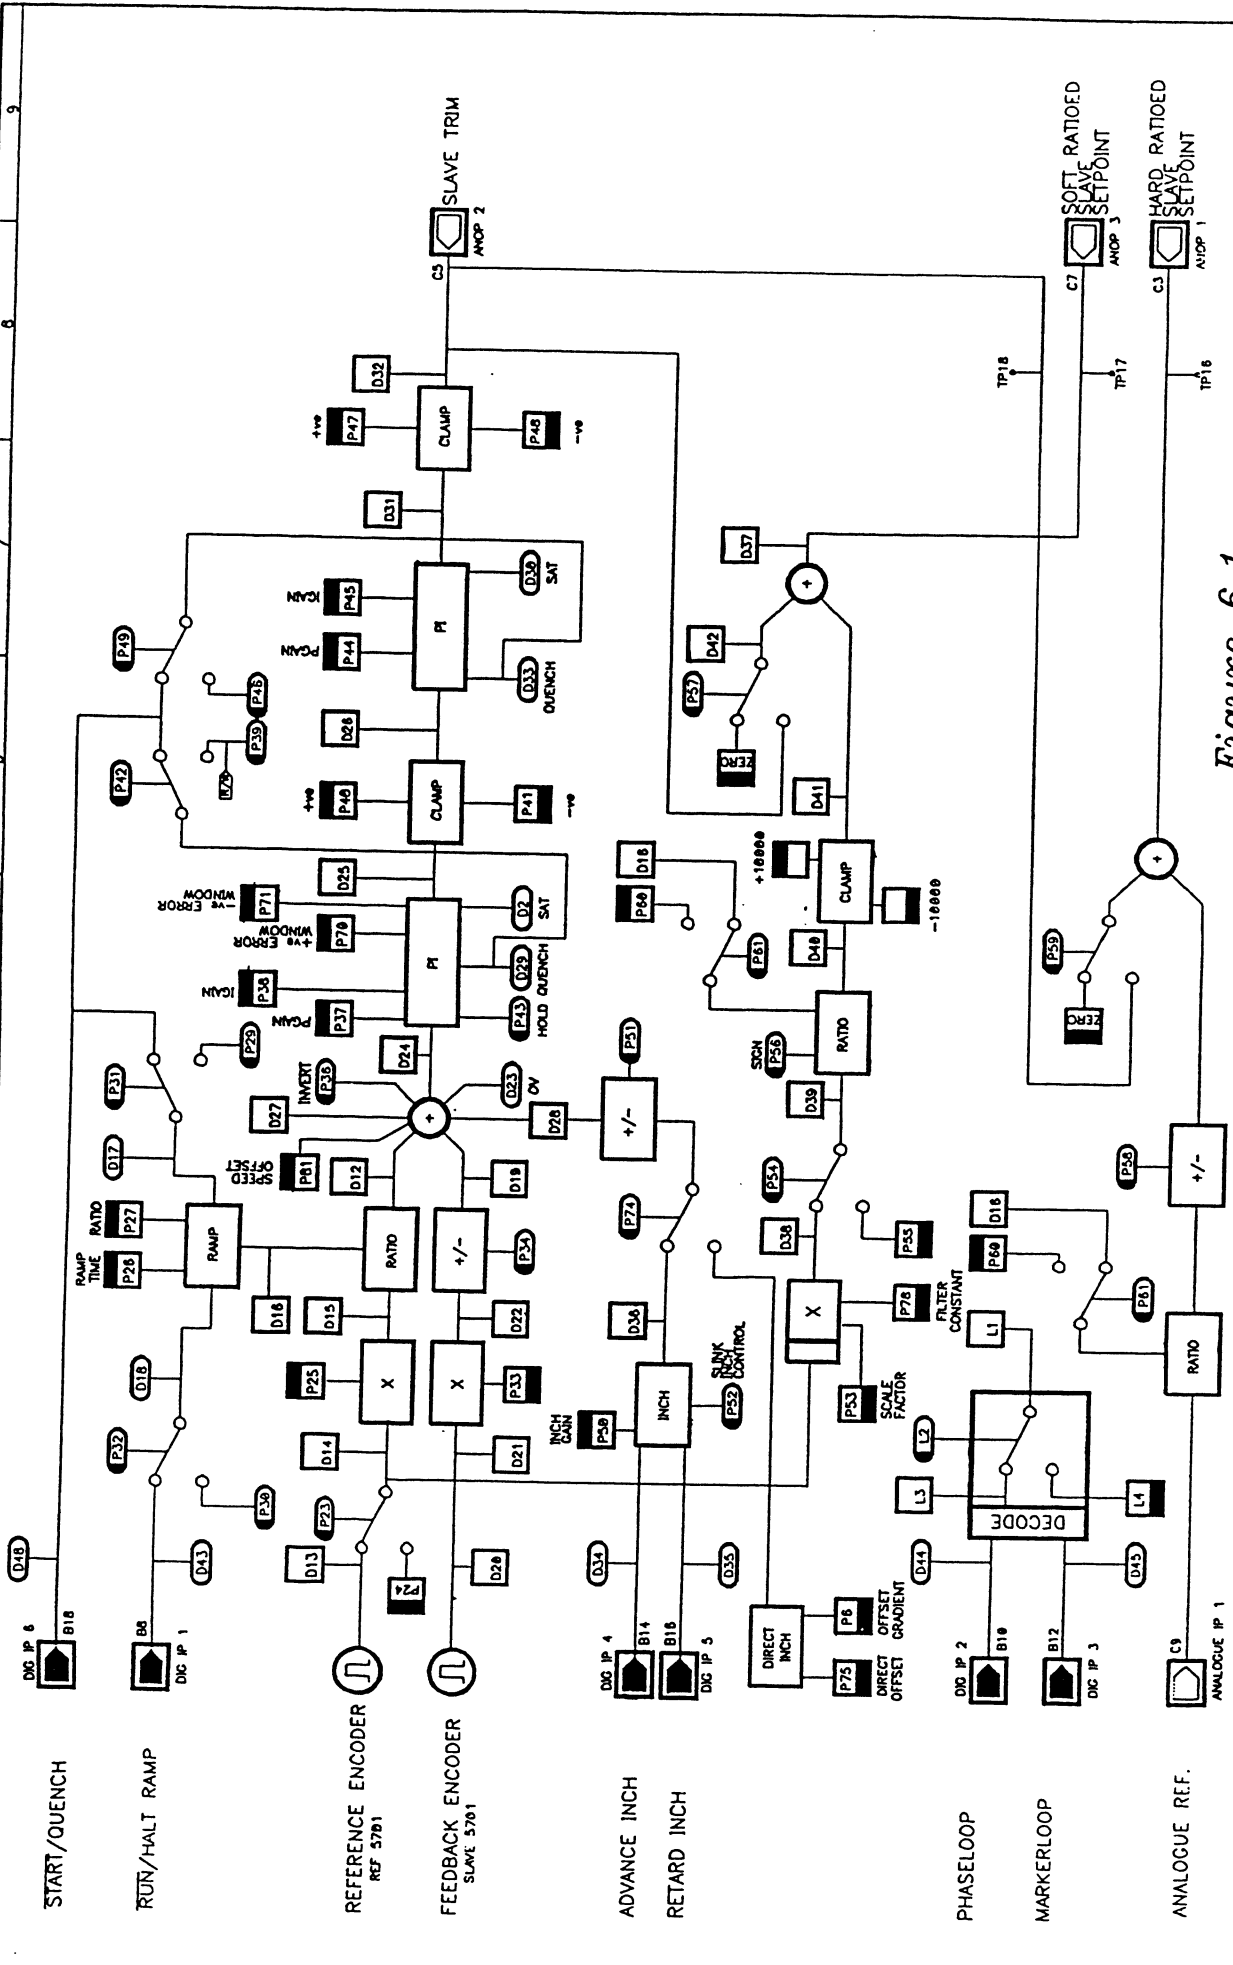 9
8
START/QUENCH
DIG IP 6
B18
D48
RUN/HALT RAMP
DIG IP 1
B8
D43
P32
P30
D18
RAMP TIME
P26
RATIO
P27
RAMP
D17
P31
P29
D16
P42
P49
P39
P46
REFERENCE ENCODER
REF 5701
D13
P23
P24
D14
P25
X
D15
RATIO
D12
SPEED OFFSET
P81
D27
INVERT
P36
+
D23
OV
D24
FEEDBACK ENCODER
SLAVE 5701
D20
D21
X
P33
D22
+/-
P34
D19
PGAIN
P37
IGAIN
P38
+ve ERROR WINDOW
P70
-ve ERROR WINDOW
P71
PI
P43
HOLD
D29
QUENCH
D2
SAT
D25
+ve
P40
CLAMP
P41
-ve
D26
PGAIN
P44
IGAIN
P45
PI
D33
QUENCH
D30
SAT
D31
+ve
P47
CLAMP
P48
-ve
D32
C5
ANOP 2
SLAVE TRIM
ADVANCE INCH
DIG IP 4
B14
D34
RETARD INCH
B16
DIG IP 5
D35
INCH GAIN
P50
INCH
P52
SLINK INCH CONTROL
D36
P74
+/-
P51
D28
DIRECT INCH
P75
DIRECT OFFSET
P6
OFFSET GRADIENT
P53
SCALE FACTOR
X
P78
FILTER CONSTANT
D38
P54
P55
D39
SIGN
P56
RATIO
P61
P60
D16
D40
+10000
CLAMP
-10000
D41
ZERO
P57
D42
+
D37
TP18
TP17
C7
ANOP 3
SOFT RATIOED
SLAVE
SETPOINT
PHASELOOP
DIG IP 2
B10
D44
MARKERLOOP
B12
DIG IP 3
D45
DECODE
L3
L2
L4
L1
ANALOGUE REF.
C9
ANALOGUE IP 1
RATIO
P61
P60
D16
+/-
P58
ZERO
P59
+
TP16
C3
ANOP 1
HARD RATIOED
SLAVE
SETPOINT
Figure 6.1